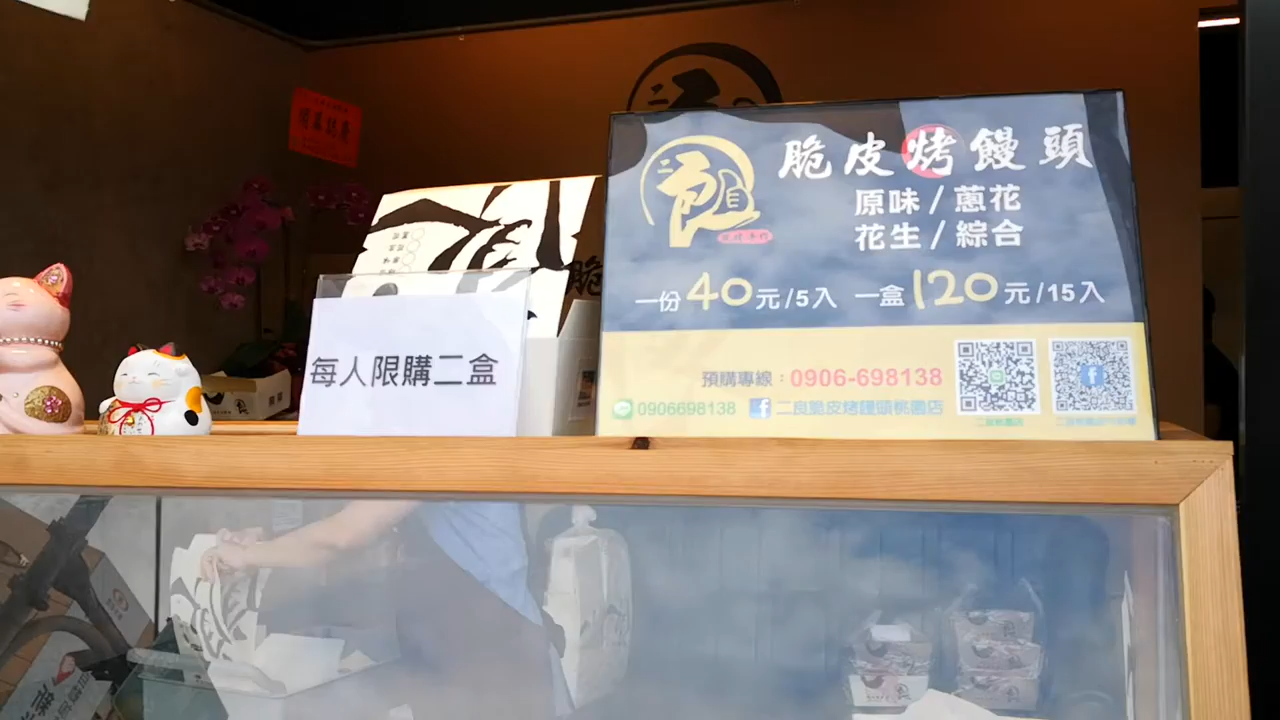 脆皮烤饅頭
原味/蔥花
花生/綜合
一份40元/5入 一盒120元/15入
預購專線：0906-698138
0906698138 二良脆皮烤饅頭桃園店
每人限購二盒
脆